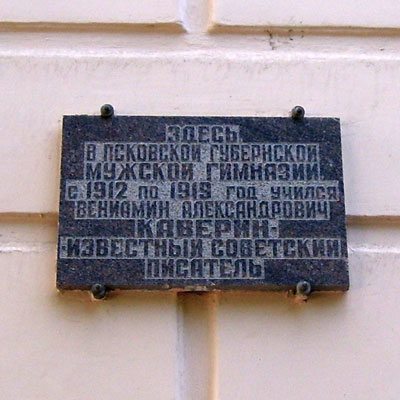 ЗДЕСЬ
В ПСКОВСКОЙ ГУБЕРНСКОЙ
МУЖСКОЙ ГИМНАЗИИ
С 1912 ПО 1919 ГОД УЧИЛСЯ
ВЕНИАМИН АЛЕКСАНДРОВИЧ
КАВЕРИН-
ИЗВЕСТНЫЙ СОВЕТСКИЙ
ПИСАТЕЛЬ